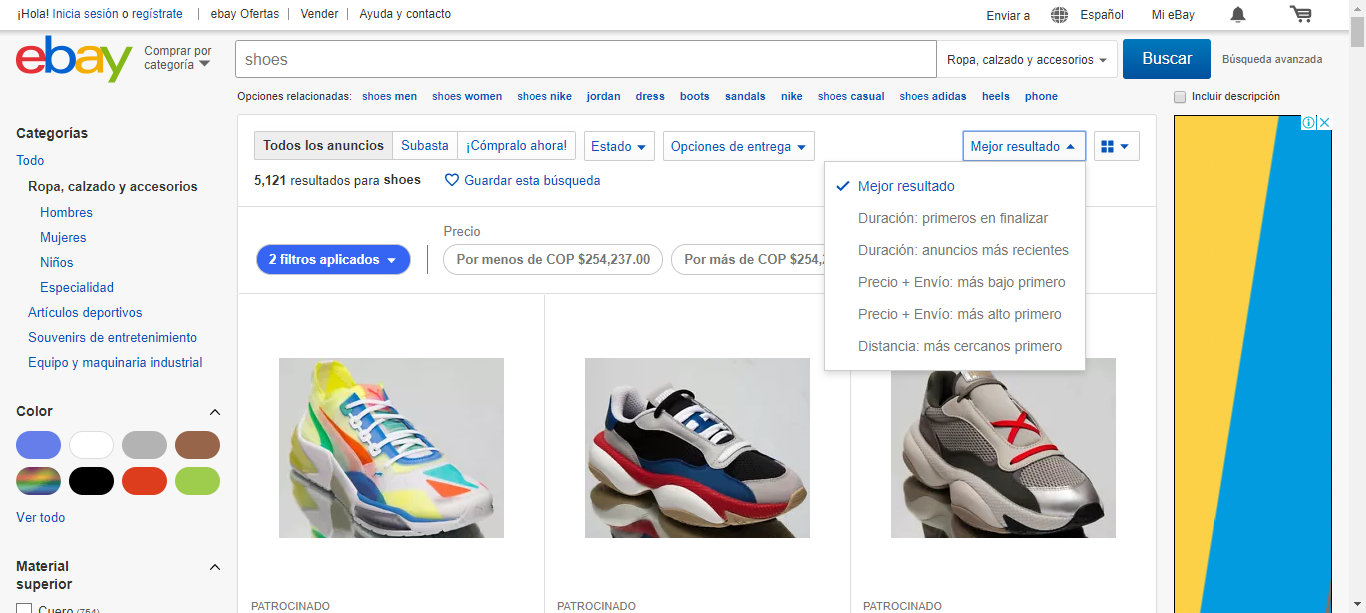 ¡Hola! Inicia sesión o regístrate | ebay Ofertas | Vender | Ayuda y contacto Enviar a Español Mi eBay
ebay Comprar por categoría shoes Ropa, calzado y accesorios Buscar Búsqueda avanzada
Opciones relacionadas: shoes men shoes women shoes nike jordan dress boots sandals nike shoes casual shoes adidas heels phone Incluir descripción
Categorías
Todo
Ropa, calzado y accesorios
Hombres
Mujeres
Niños
Especialidad
Artículos deportivos
Souvenirs de entretenimiento
Equipo y maquinaria industrial
Color
Ver todo
Material
superior
Cuero (754)
Todos los anuncios Subasta ¡Cómpralo ahora! Estado Opciones de entrega Mejor resultado
5,121 resultados para shoes Guardar esta búsqueda
Mejor resultado
Duración: primeros en finalizar
Duración: anuncios más recientes
Precio + Envío: más bajo primero
Precio + Envío: más alto primero
Distancia: más cercanos primero
Precio
2 filtros aplicados Por menos de COP $254,237.00 Por más de COP $254,
PATROCINADO PATROCINADO PATROCINADO